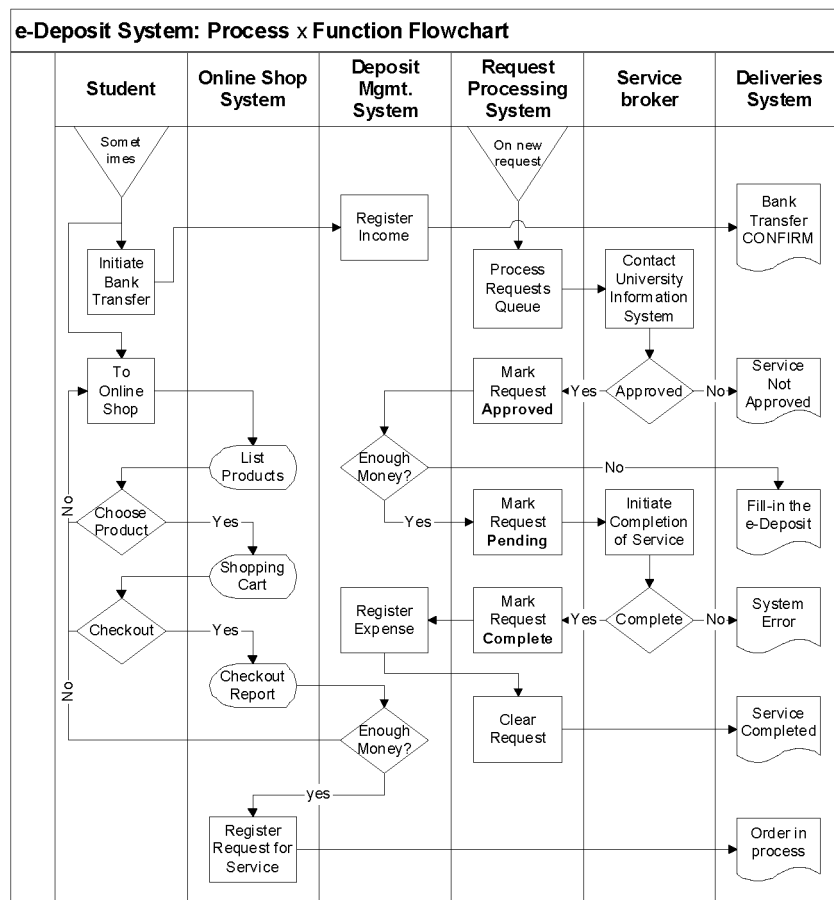 e-Deposit System: Process x Function Flowchart
Student
Online Shop
System
Deposit
Mgmt.
System
Request
Processing
System
Service
broker
Deliveries
System
Somet
imes
On new
request
Register
Income
Bank
Transfer
CONFIRM
Initiate
Bank
Transfer
Process
Requests
Queue
Contact
University
Information
System
To
Online
Shop
Mark
Request
Approved
Yes
Approved
No
Service
Not
Approved
List
Products
Enough
Money?
No
No
Choose
Product
Yes
Yes
Mark
Request
Pending
Initiate
Completion
of Service
Fill-in the
e-Deposit
Shopping
Cart
Checkout
Yes
Register
Expense
Mark
Request
Complete
Yes
Complete
No
System
Error
No
Checkout
Report
Enough
Money?
Clear
Request
Service
Completed
yes
Register
Request for
Service
Order in
process